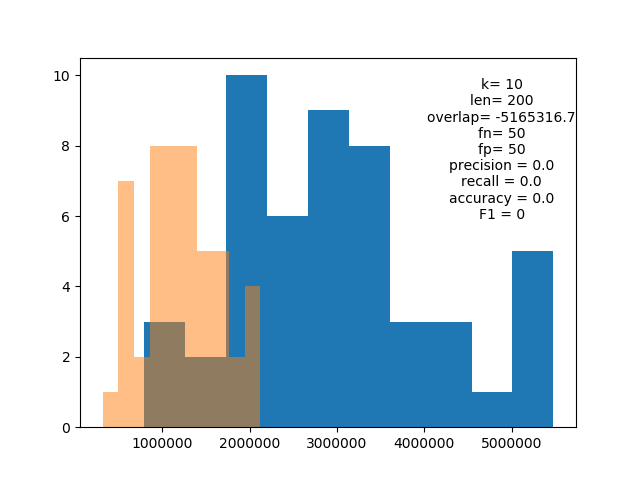 10
8
6
4
2
0
k= 10
len= 200
overlap= -5165316.7
fn= 50
fp= 50
precision = 0.0
recall = 0.0
accuracy = 0.0
F1 = 0
1000000 2000000 3000000 4000000 5000000